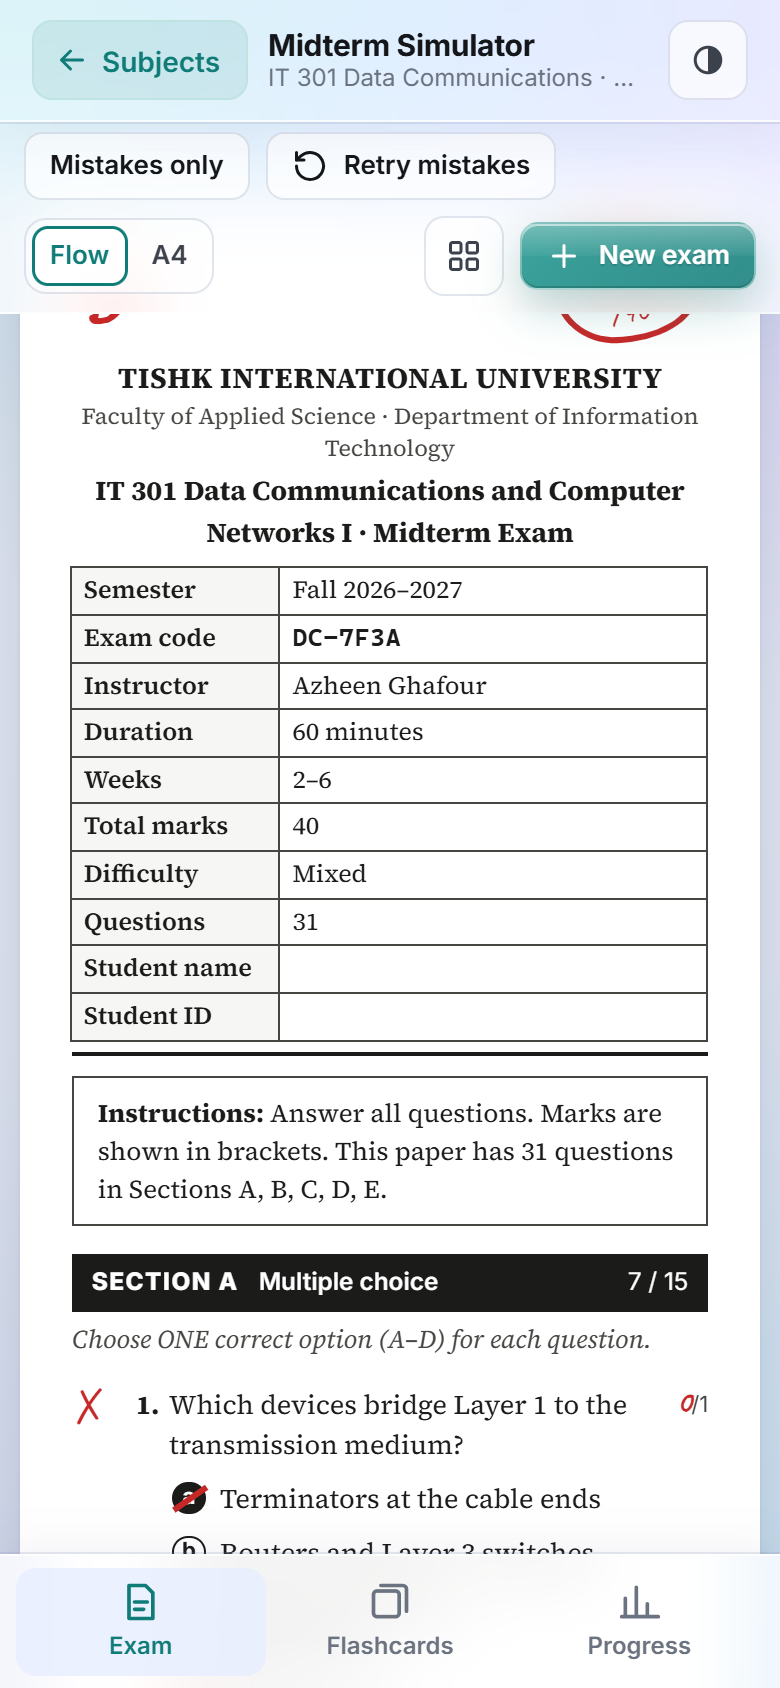 Subjects
Midterm Simulator
IT 301 Data Communications · ...
Mistakes only
Retry mistakes
Flow
A4
New exam
TISHK INTERNATIONAL UNIVERSITY
Faculty of Applied Science · Department of Information
Technology
IT 301 Data Communications and Computer
Networks I · Midterm Exam
Semester Fall 2026–2027
Exam code DC-7F3A
Instructor Azheen Ghafour
Duration 60 minutes
Weeks 2–6
Total marks 40
Difficulty Mixed
Questions 31
Student name
Student ID
Instructions: Answer all questions. Marks are
shown in brackets. This paper has 31 questions
in Sections A, B, C, D, E.
SECTION A Multiple choice 7 / 15
Choose ONE correct option (A–D) for each question.
1. Which devices bridge Layer 1 to the 0/1
transmission medium?
a Terminators at the cable ends
b Routers and Layer 3 switches
Exam
Flashcards
Progress